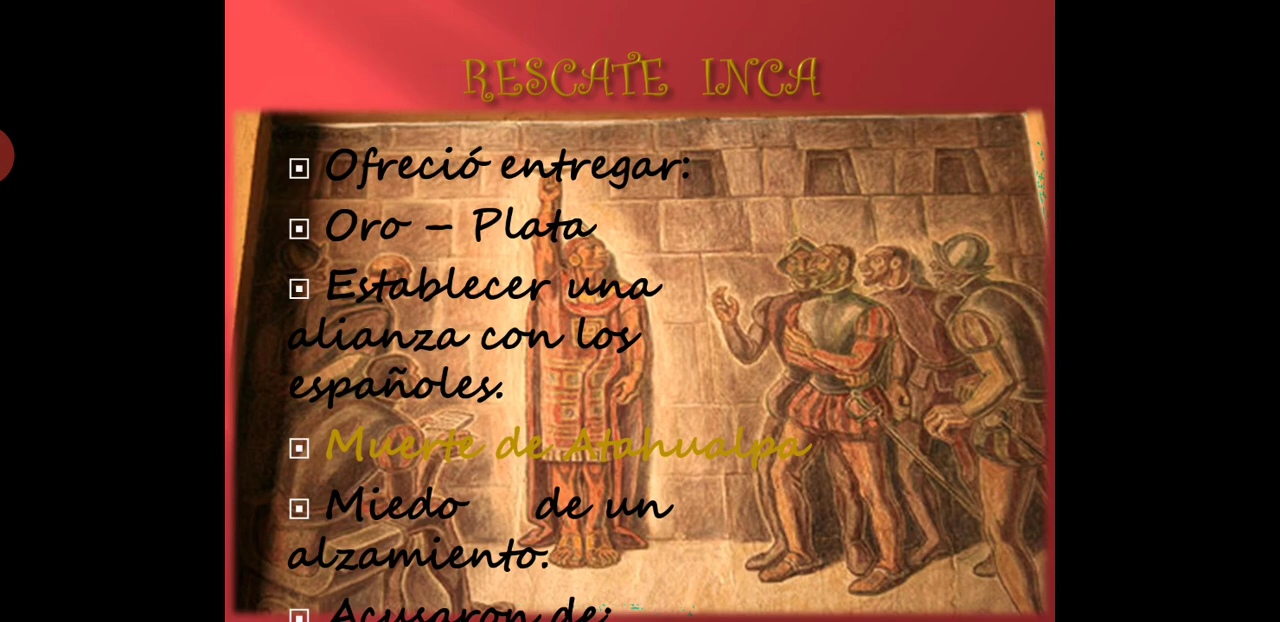 RESCATE INCA
Ofreció entregar:
Oro – Plata
Establecer una
alianza con los
españoles.
Muerte de Atahualpa
Miedo de un
alzamiento.
Acusaron de: